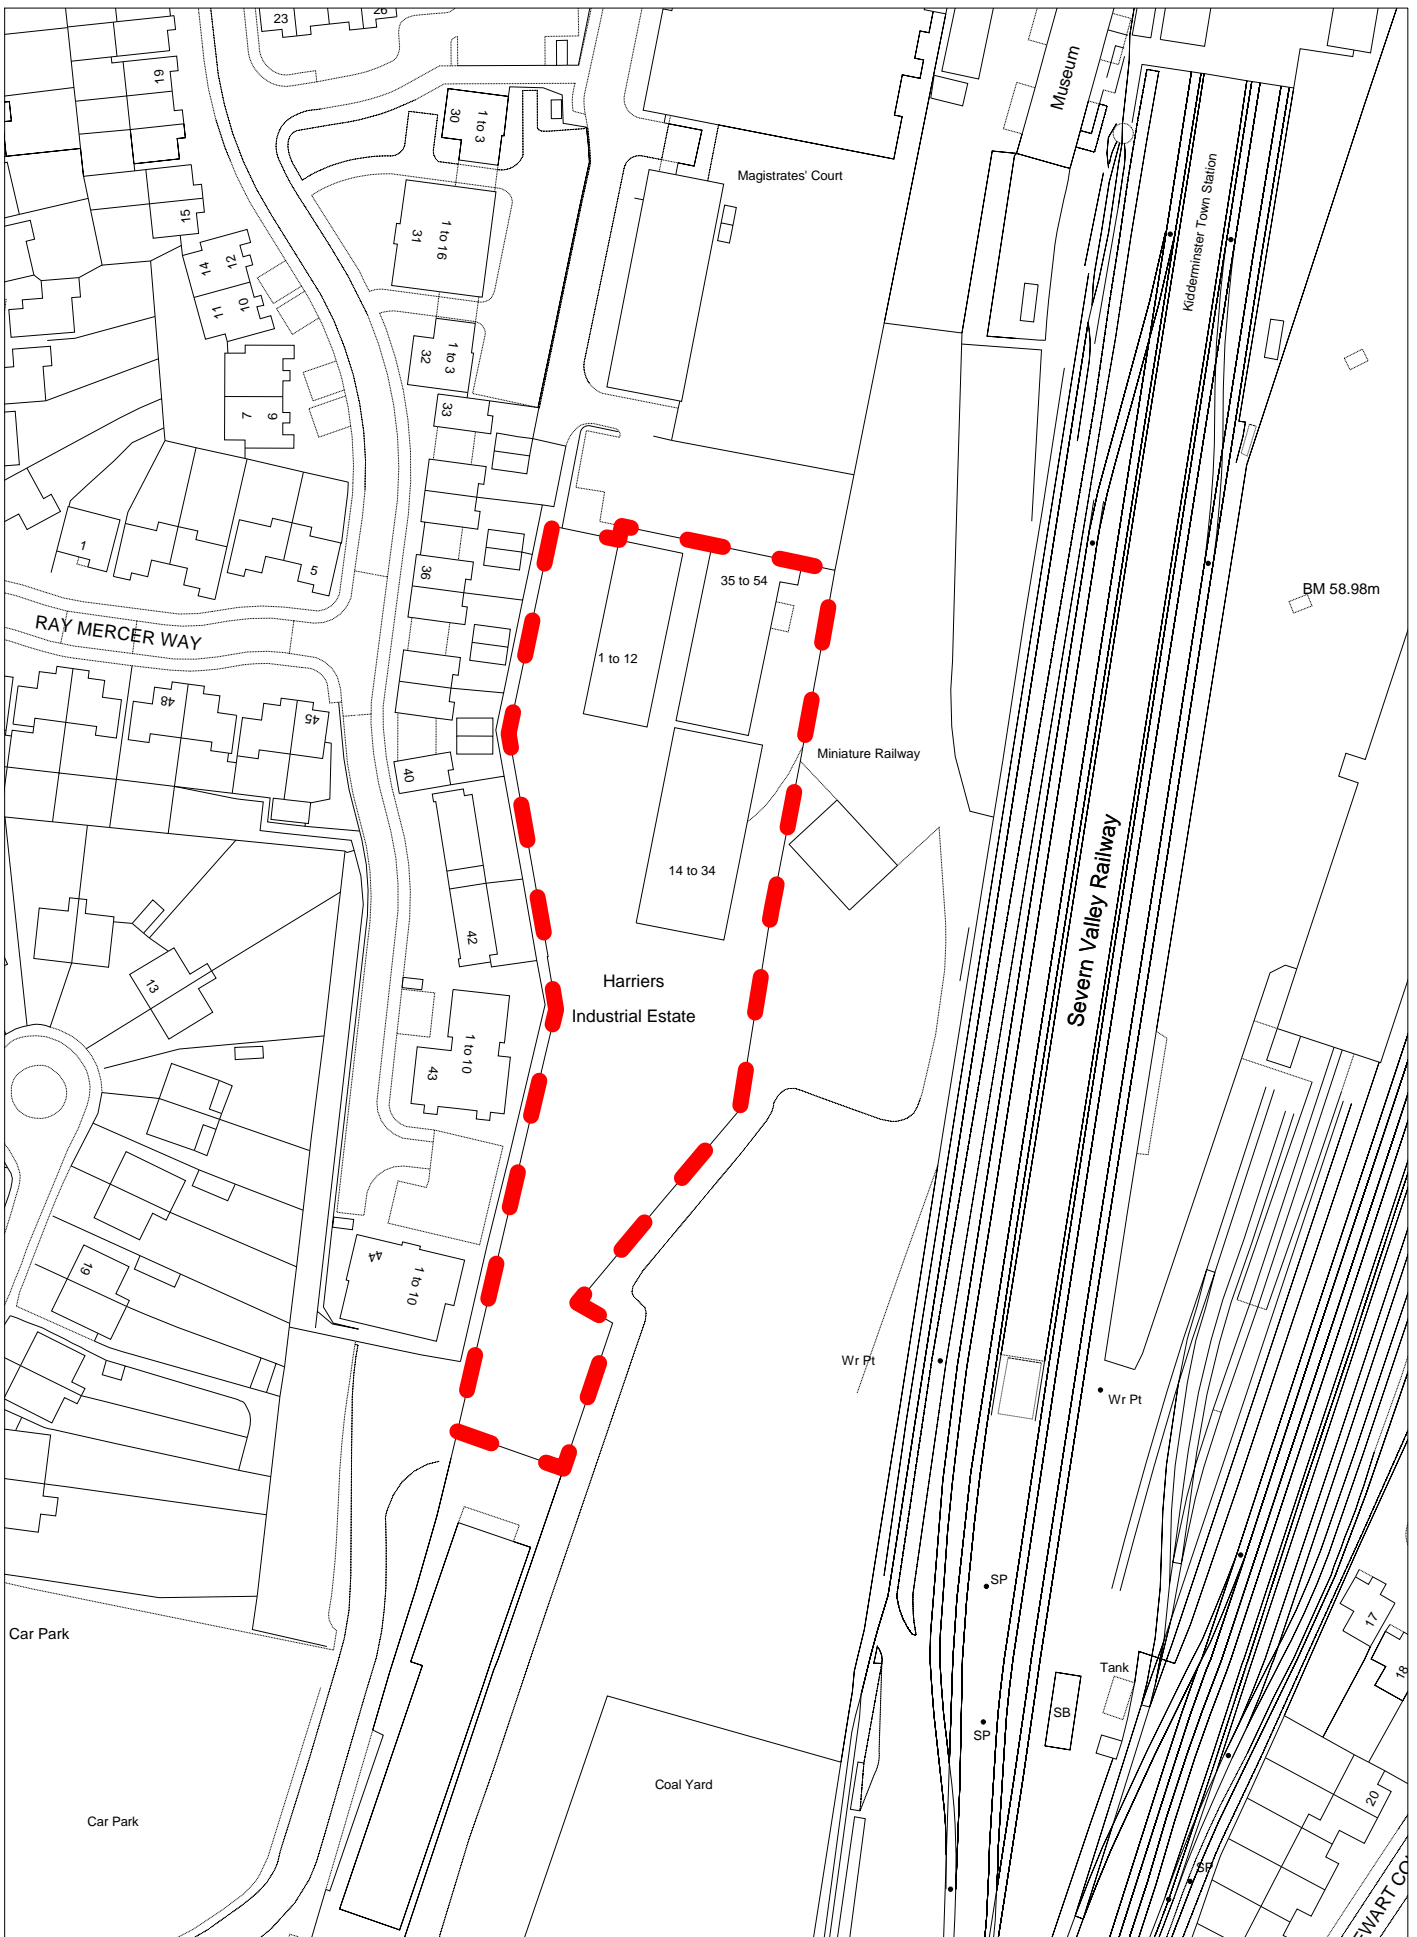 23
26
19
Museum
1 to 3
30
Magistrates' Court
Kidderminster Town Station
15
1 to 16
31
14
12
11
10
1 to 3
32
7
6
33
1
5
36
35 to 54
BM 58.98m
RAY MERCER WAY
1 to 12
48
45
Miniature Railway
40
14 to 34
Severn Valley Railway
42
13
Harriers
Industrial Estate
1 to 10
43
44
1 to 10
19
Wr Pt
Wr Pt
SP
17
18
Car Park
Tank
SB
SP
Coal Yard
20
Car Park
SP